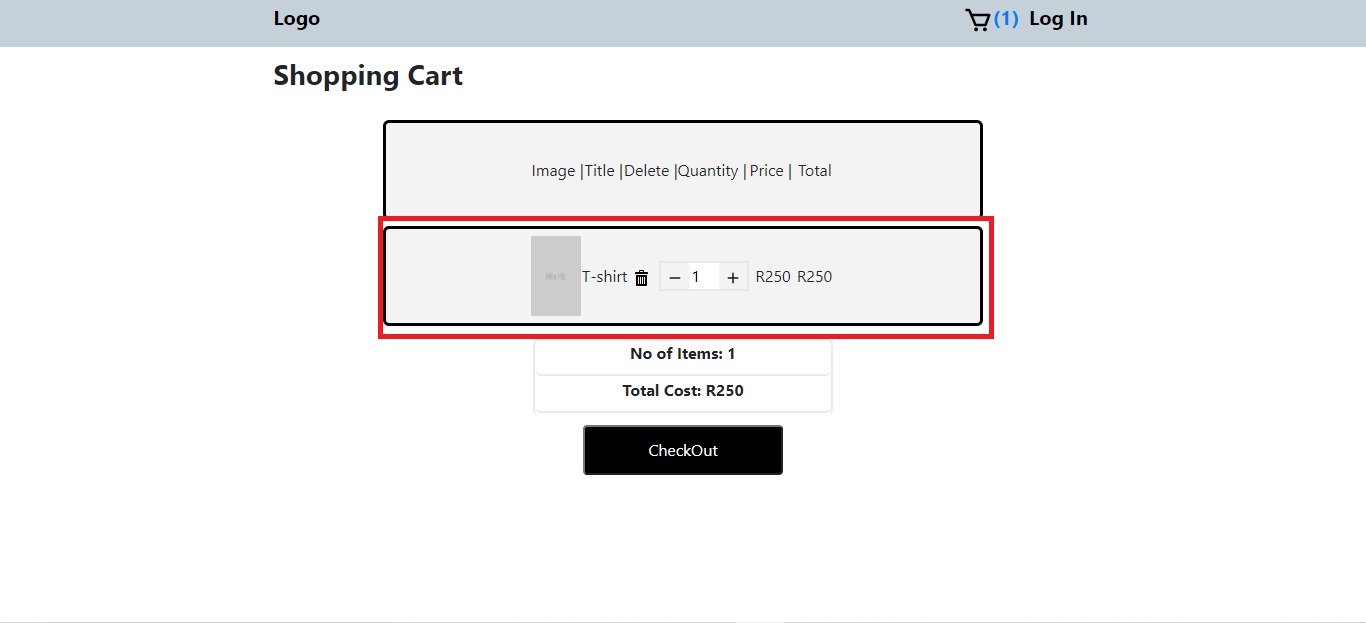 Logo (1) Log In
Shopping Cart
Image |Title |Delete |Quantity | Price | Total
T-shirt − 1 + R250 R250
No of Items: 1
Total Cost: R250
CheckOut